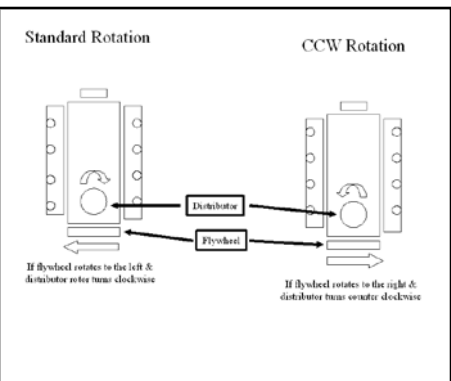 Standard Rotation
CCW Rotation
Distributor
Flywheel
If flywheel rotates to the left &
distributor rotor turns clockwise
If flywheel rotates to the right &
distributor turns counter clockwise